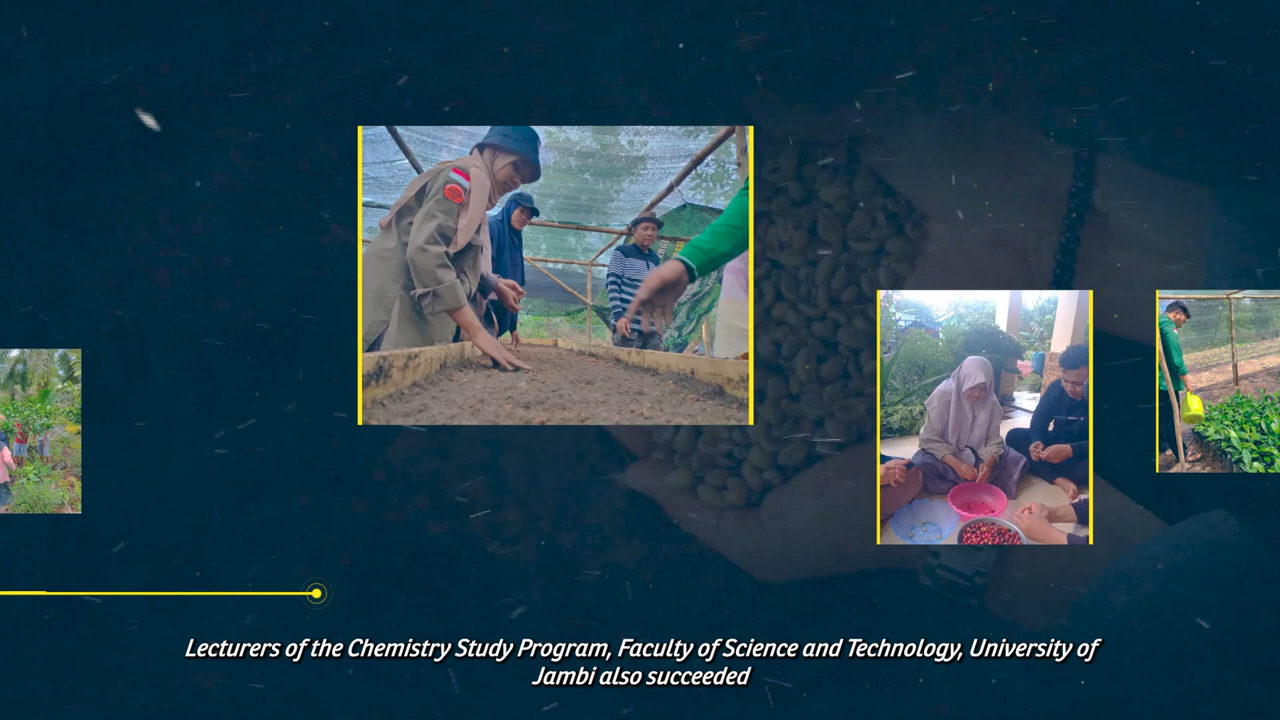 Lecturers of the Chemistry Study Program, Faculty of Science and Technology, University of
Jambi also succeeded